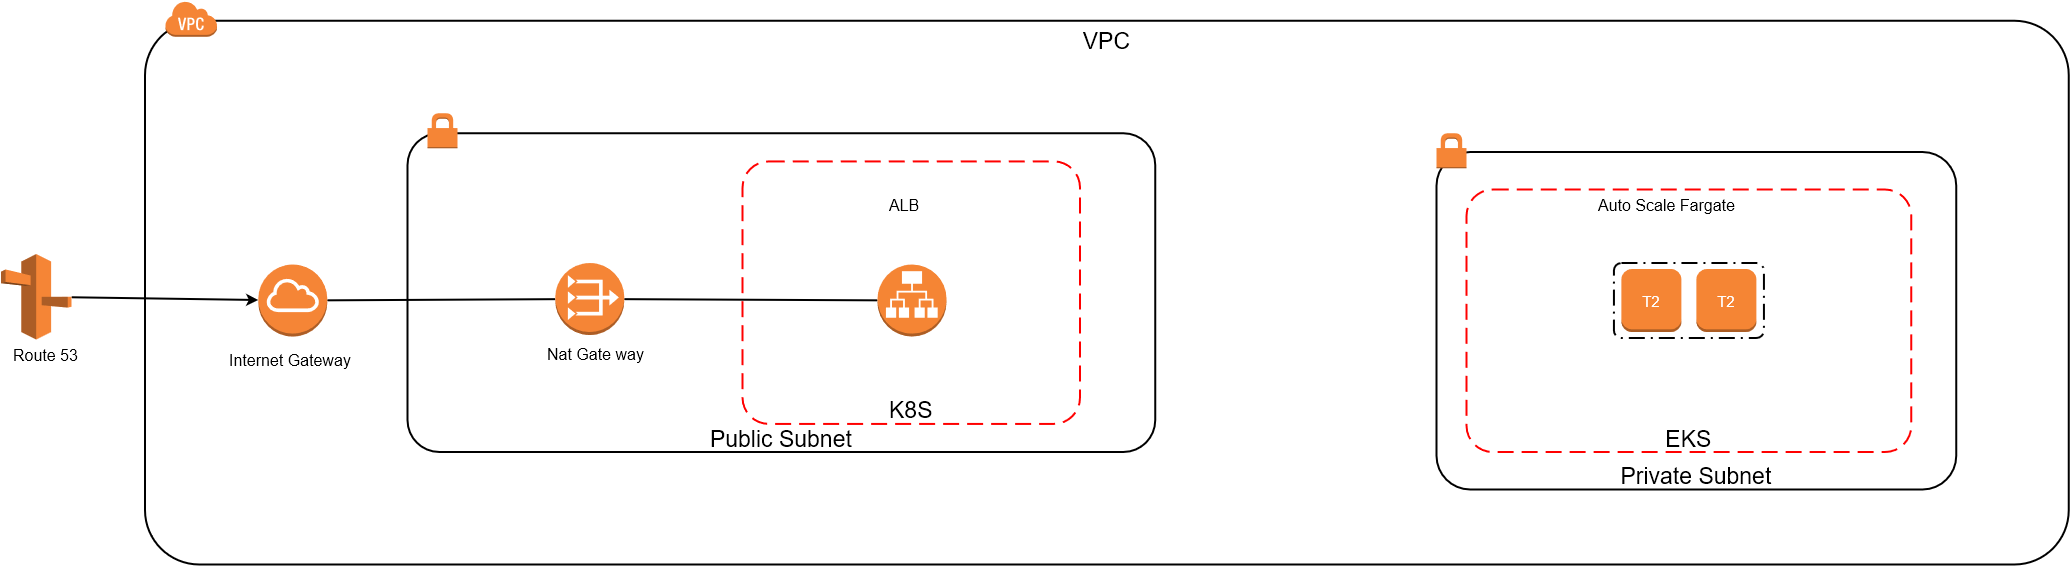 VPC
VPC
ALB
Auto Scale Fargate
T2
T2
Route 53
Internet Gateway
Nat Gate way
K8S
Public Subnet
EKS
Private Subnet